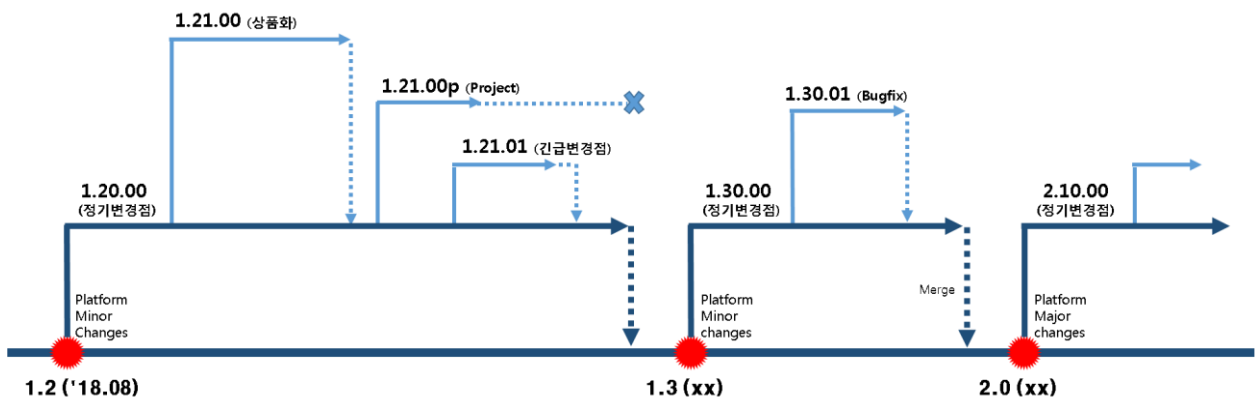 1.21.00 (상품화)
1.21.00p (Project)
1.30.01 (Bugfix)
1.21.01 (긴급변경점)
1.20.00
(정기변경점)
1.30.00
(정기변경점)
2.10.00
(정기변경점)
Platform
Minor
Changes
Platform
Minor
changes
Merge
Platform
Major
changes
1.2 ('18.08)
1.3 (xx)
2.0 (xx)